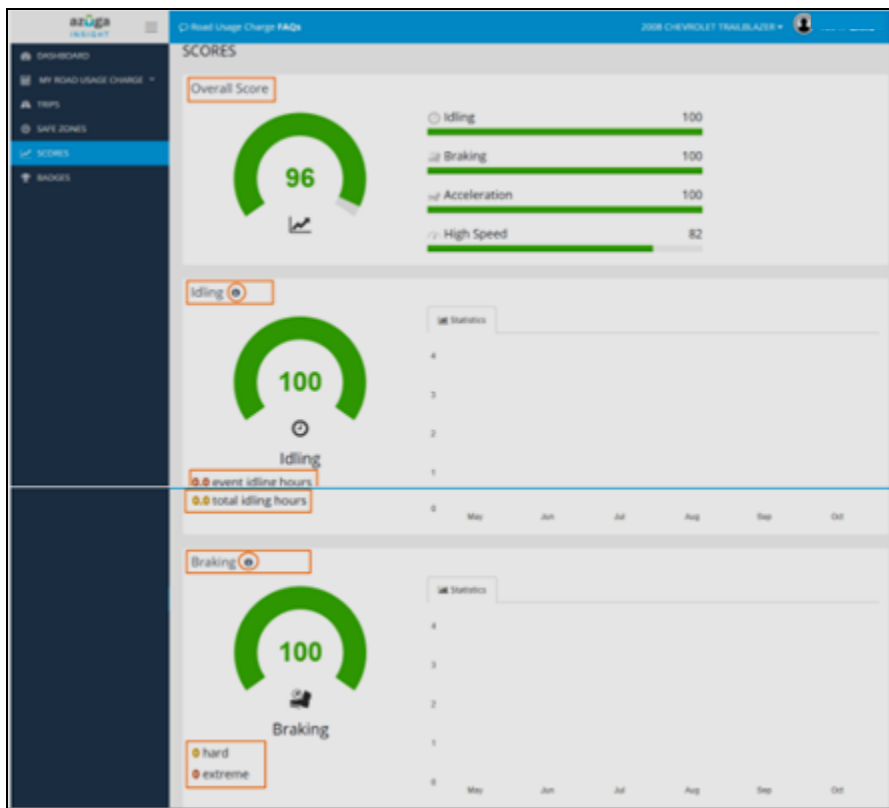 azuga
INSIGHT
Road Usage Charge FAQs
2008 CHEVROLET TRAILBLAZER
DASHBOARD
MY ROAD USAGE CHARGE
TRIPS
SAFE ZONES
SCORES
BADGES
SCORES
Overall Score
96
Idling 100
Braking 100
Acceleration 100
High Speed 82
Idling
100
Idling
0.0 event idling hours
0.0 total idling hours
Statistics
4
3
2
1
0
May Jun Jul Aug Sep Oct
Braking
100
Braking
0 hard
0 extreme
Statistics
4
3
2
1
0
May Jun Jul Aug Sep Oct